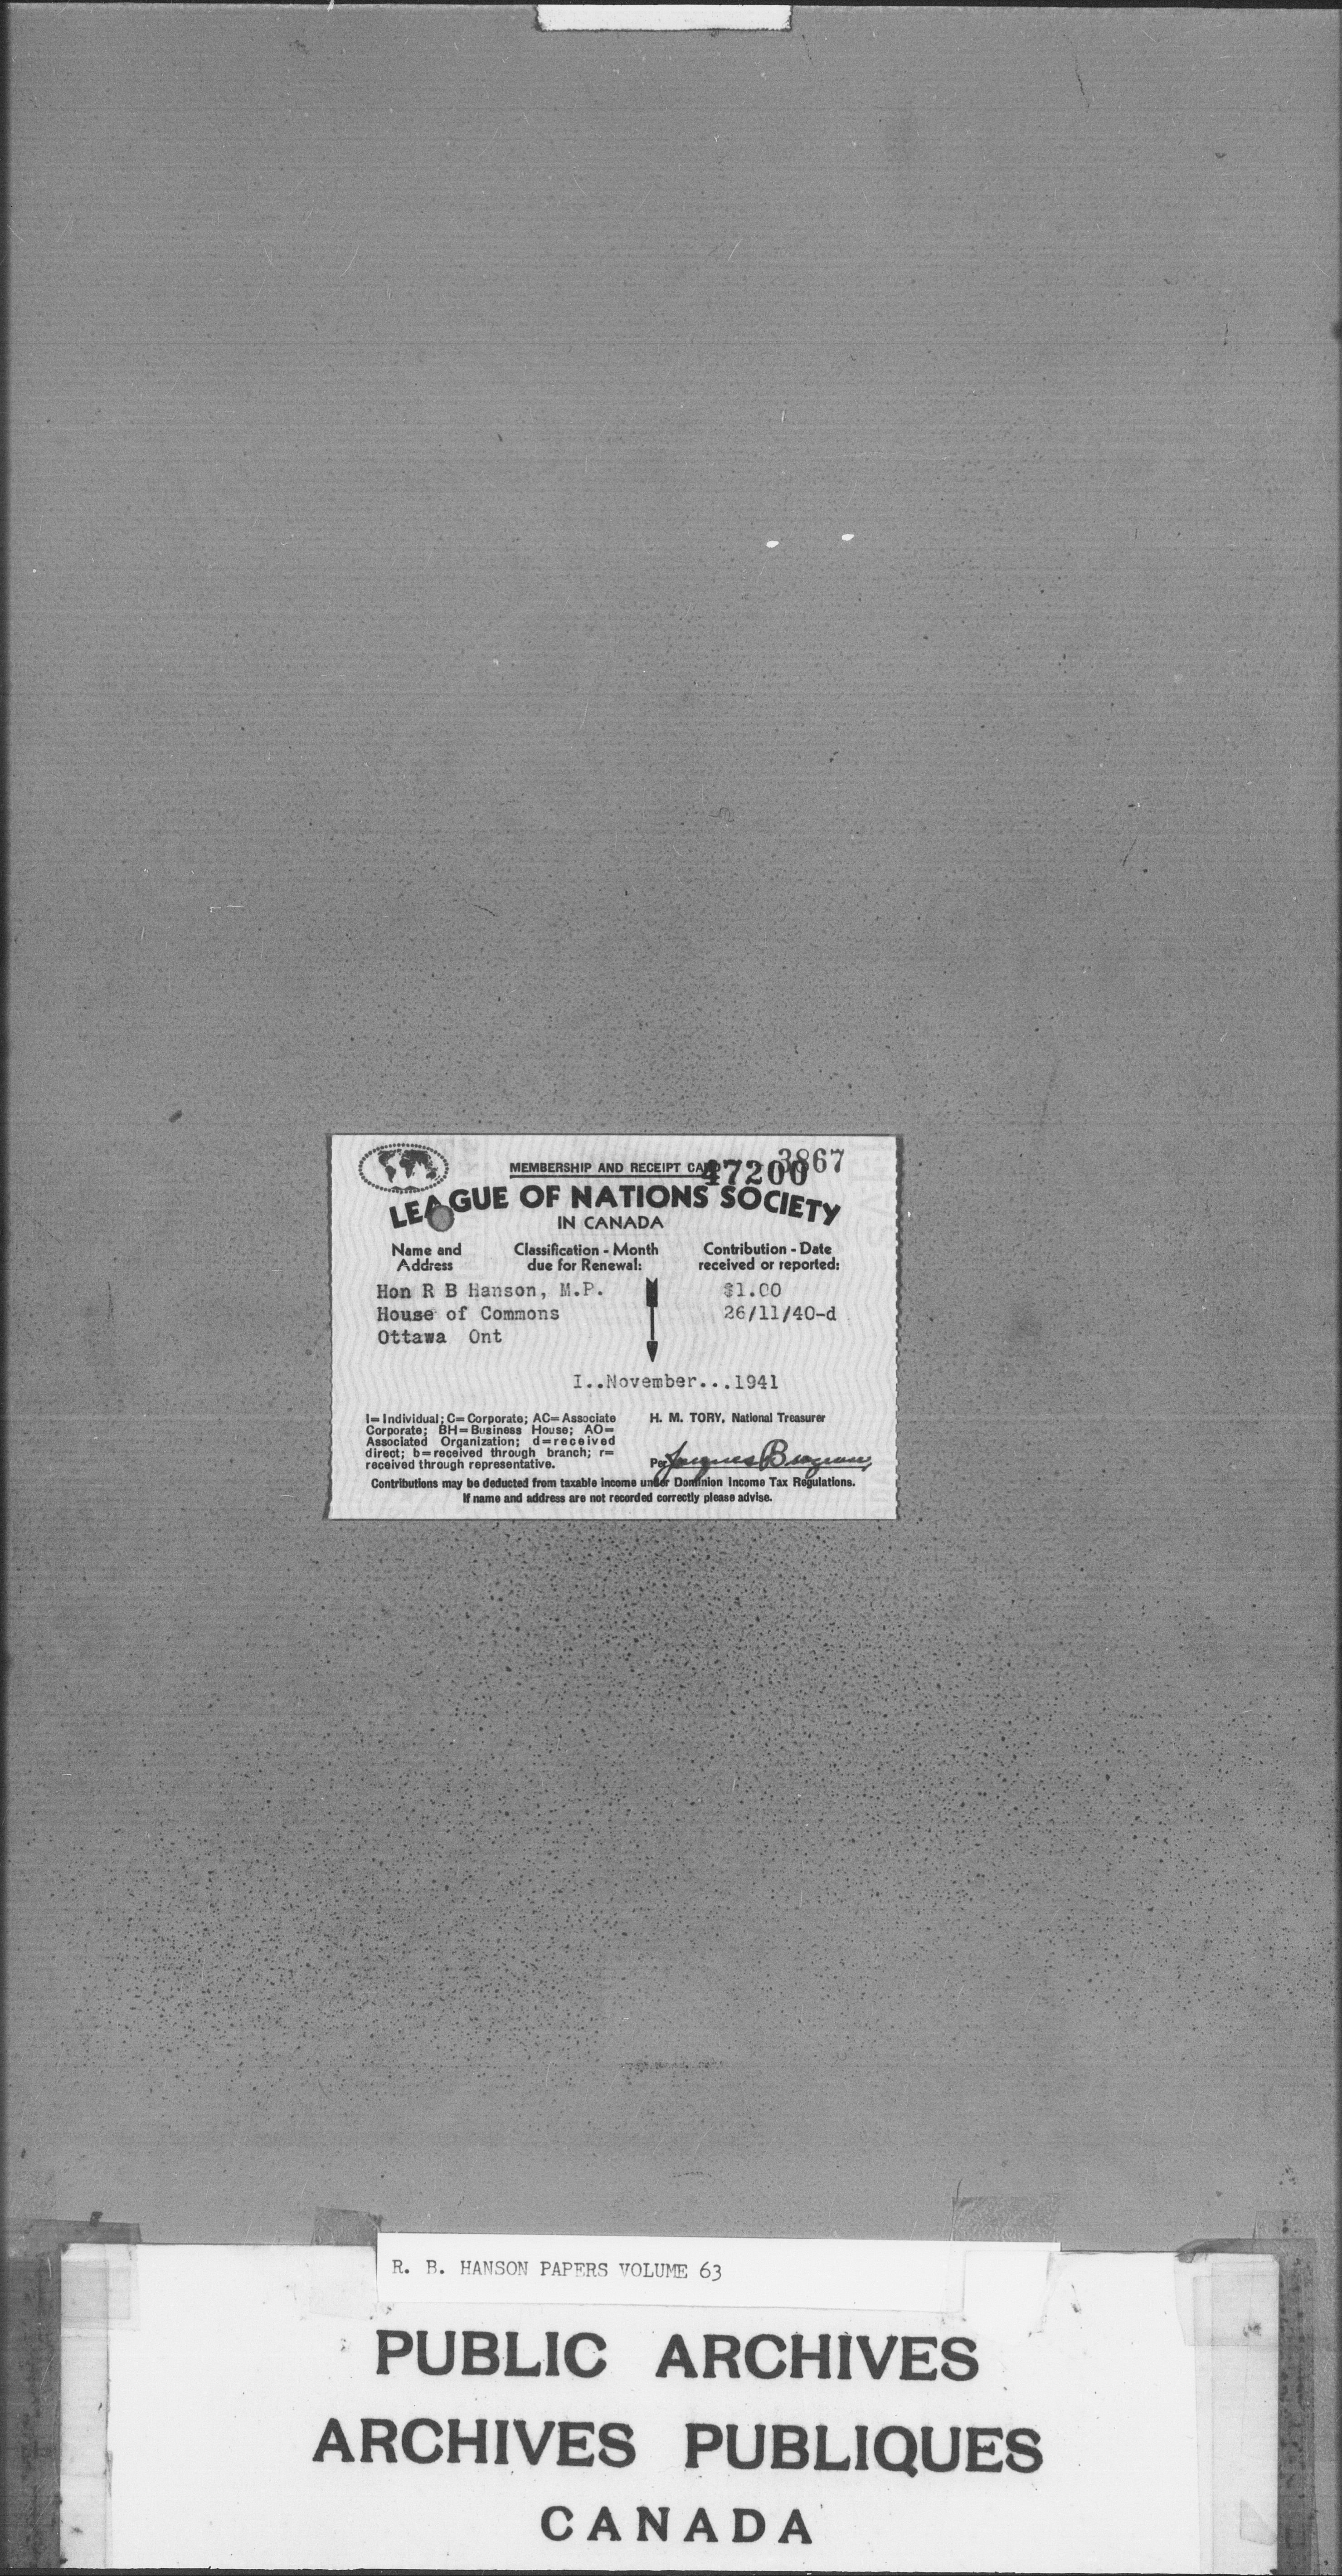 3867
MEMBERSHIP AND RECEIPT CARD 47200
LEAGUE OF NATIONS SOCIETY
IN CANADA
Name and Address
Classification - Month due for Renewal:
Contribution - Date received or reported:
Hon R B Hanson, M.P. $1.00
House of Commons 26/11/40-d
Ottawa Ont
I..November...1941
I=Individual; C=Corporate; AC=Associate
Corporate; BH=Business House; AO=
Associated Organization; d=received
direct; b=received through branch; r=
received through representative.
H. M. TORY, National Treasurer
Per
Contributions may be deducted from taxable income under Dominion Income Tax Regulations.
If name and address are not recorded correctly please advise.
R. B. HANSON PAPERS VOLUME 63
PUBLIC ARCHIVES
ARCHIVES PUBLIQUES
CANADA